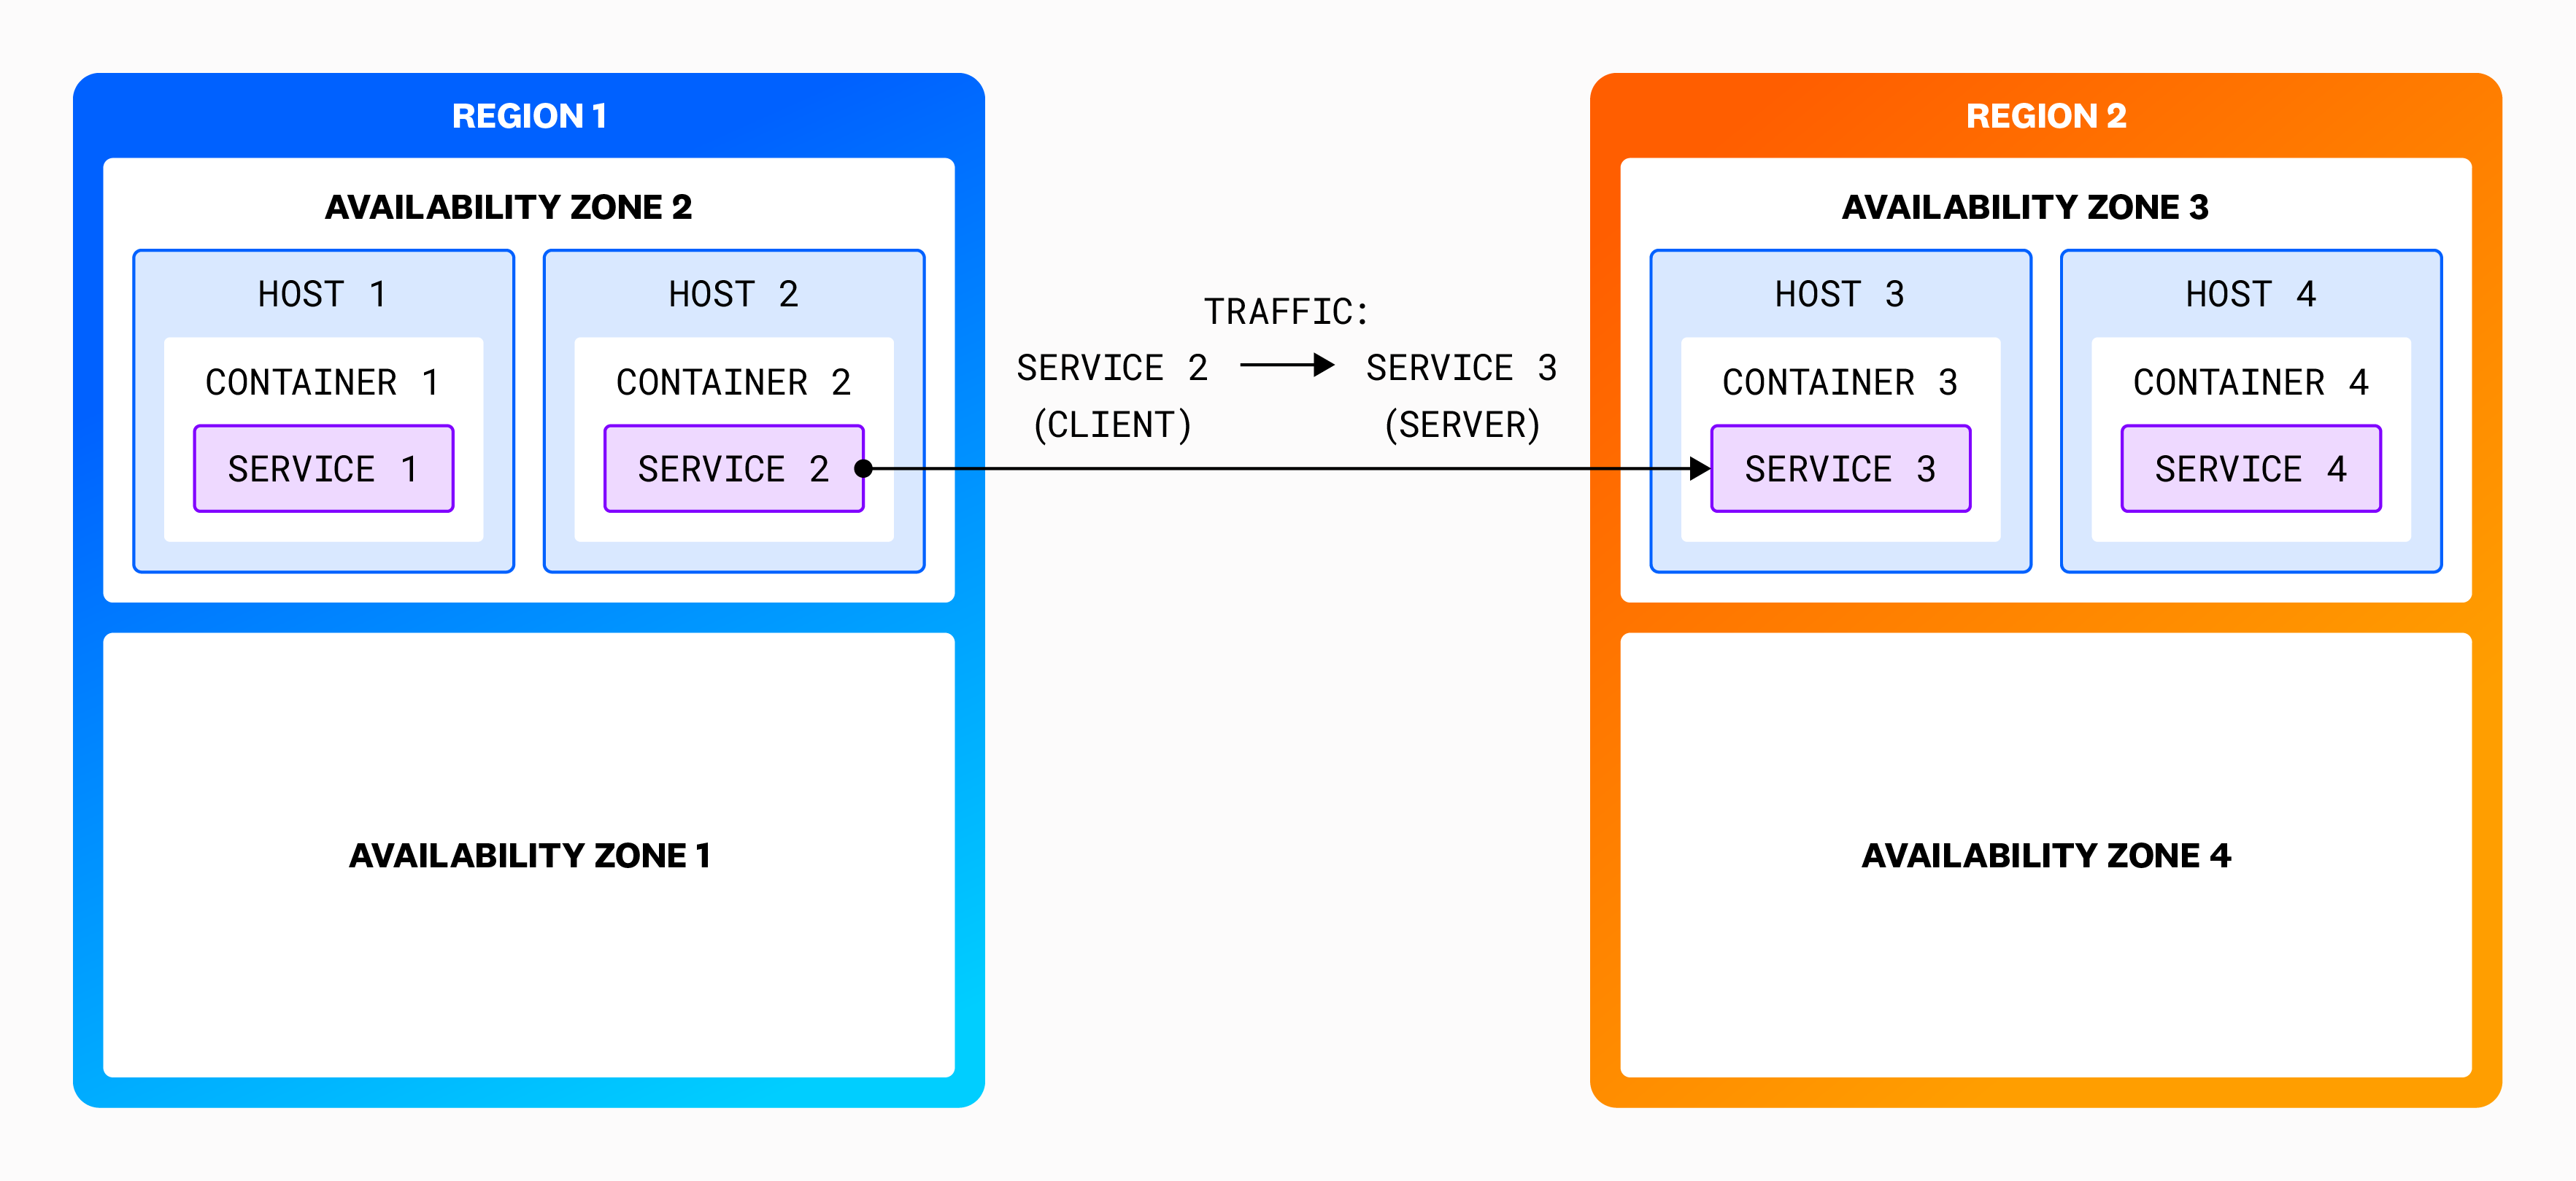 REGION 1
AVAILABILITY ZONE 2
HOST 1
CONTAINER 1
SERVICE 1
HOST 2
CONTAINER 2
SERVICE 2
AVAILABILITY ZONE 1
TRAFFIC:
SERVICE 2 → SERVICE 3
(CLIENT) (SERVER)
REGION 2
AVAILABILITY ZONE 3
HOST 3
CONTAINER 3
SERVICE 3
HOST 4
CONTAINER 4
SERVICE 4
AVAILABILITY ZONE 4